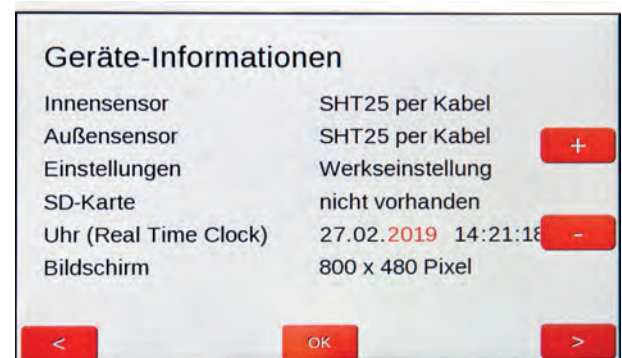 Geräte-Informationen
Innensensor SHT25 per Kabel
Außensensor SHT25 per Kabel
+
Einstellungen Werkseinstellung
SD-Karte nicht vorhanden
Uhr (Real Time Clock) 27.02.2019 14:21:18 -
Bildschirm 800 x 480 Pixel
< OK >